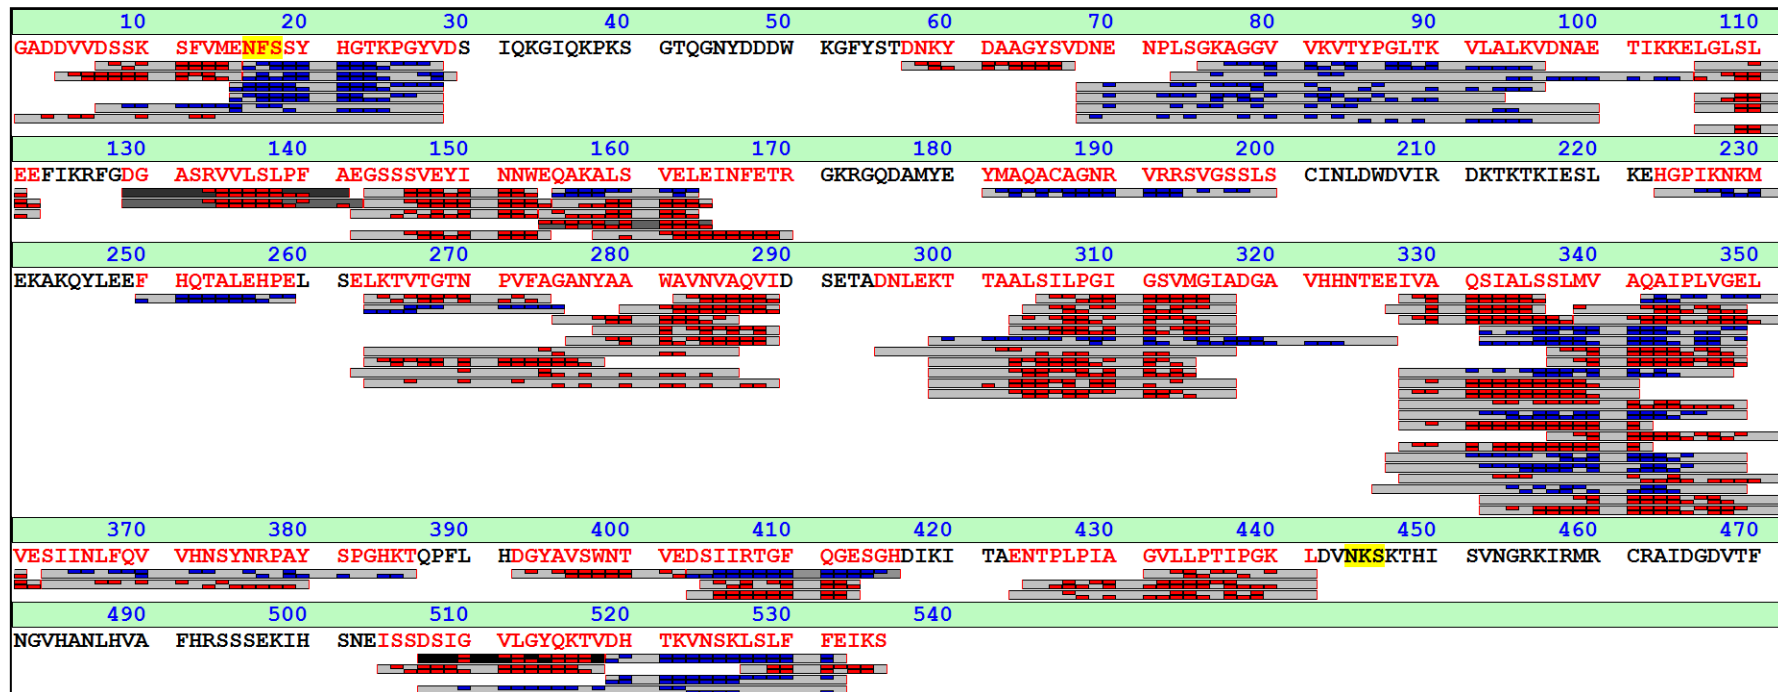 10 20 30 40 50 60 70 80 90 100 110
GADDVVDSSK SFVMENFSSY HGTKPGYVDS IQKGIQKPKS GTQGNYDDDW KGFYSTDNKY DAAGYSVDNE NPLSGKAGGV VKVTYPGLTK VLALKVDNAE TIKKELGLSL
130 140 150 160 170 180 190 200 210 220 230
EEFIKRFGDG ASRVVLSLPF AEGSSSVEYI NNWEQAKALS VELEINFETR GKRGQDAMYE YMAQACAGNR VRRSVGSSLS CINLDWDVIR DKTKTKIESL KEHGPIKNKM
250 260 270 280 290 300 310 320 330 340 350
EKAKQYLEEF HQTALEHPEL SELKTVTGTN PVFAGANYAA WAVNVAQVID SETADNLEKT TAALSILPGI GSVMGIADGA VHHNTEEIVA QSIALSSLMV AQAIPLVGEL
370 380 390 400 410 420 430 440 450 460 470
VESIINLFQV VHNSYNRPAY SPGHKTQPFL HDGYAVSWNT VEDSIIRTGF QGESGHDIKI TAENTPLPIA GVLLPTIPGK LDVNKSKTHI SVNGRKIRMR CRAIDGDVTF
490 500 510 520 530 540
NGVHANLHVA FHRSSSEKIH SNEISSDSIG VLGYQKTVDH TKVNSKLSLF FEIKS